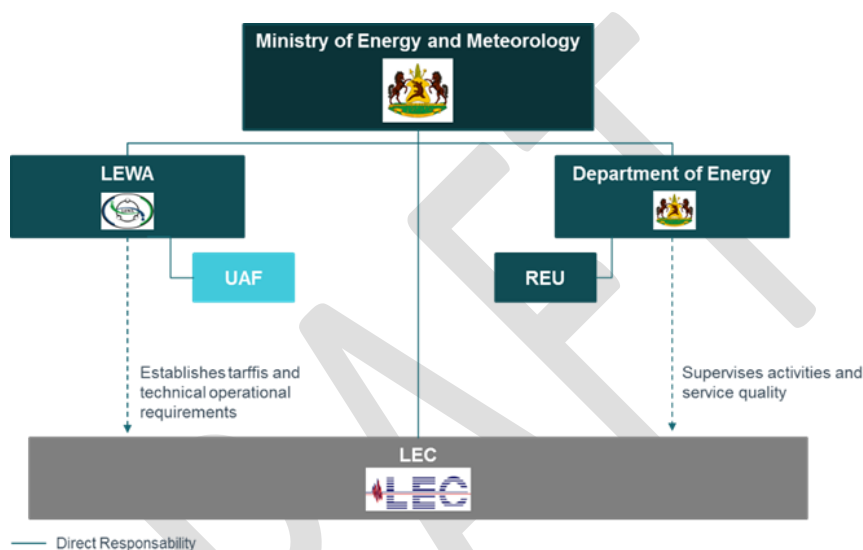 Ministry of Energy and Meteorology
LEWA
Department of Energy
UAF
REU
Establishes tarffis and
technical operational
requirements
Supervises activities and
service quality
LEC
LEC
Direct Responsability
DRAFT